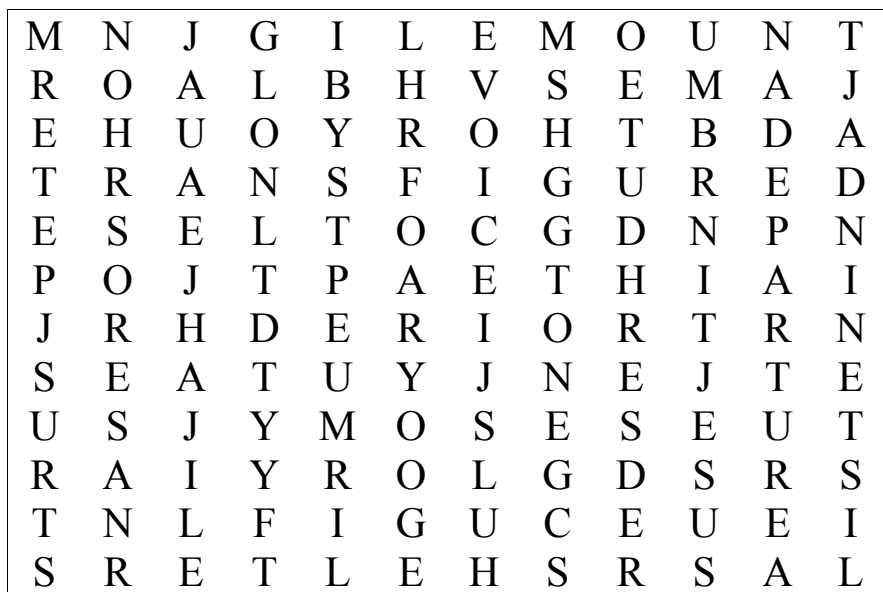 M N J G I L E M O U N T
R O A L B H V S E M A J
E H U O Y R O H T B D A
T R A N S F I G U R E D
E S E L T O C G D N P N
P O J T P A E T H I A I
J R H D E R I O R T R N
S E A T U Y J N E J T E
U S J Y M O S E S E U T
R A I Y R O L G D S R S
T N L F I G U C E U E I
S R E T L E H S R S A L